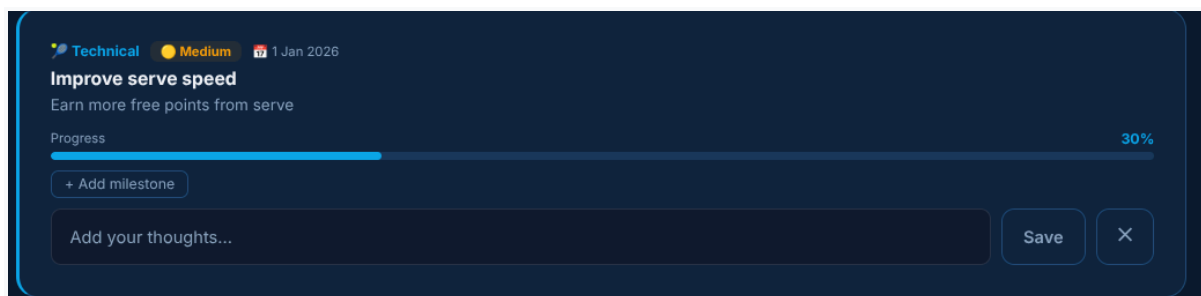 Technical Medium 1 Jan 2026
Improve serve speed
Earn more free points from serve
Progress 30%
+ Add milestone
Add your thoughts... Save ×